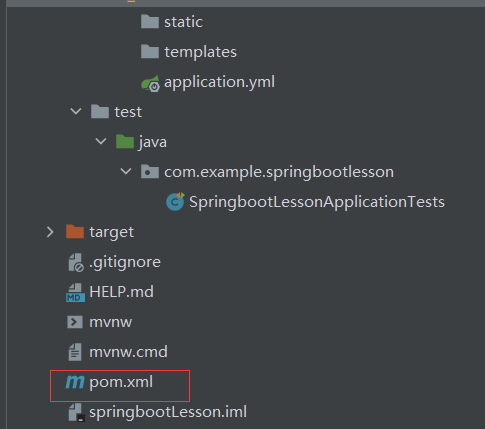 static
templates
application.yml
test
java
com.example.springbootlesson
SpringbootLessonApplicationTests
target
.gitignore
HELP.md
mvnw
mvnw.cmd
pom.xml
springbootLesson.iml